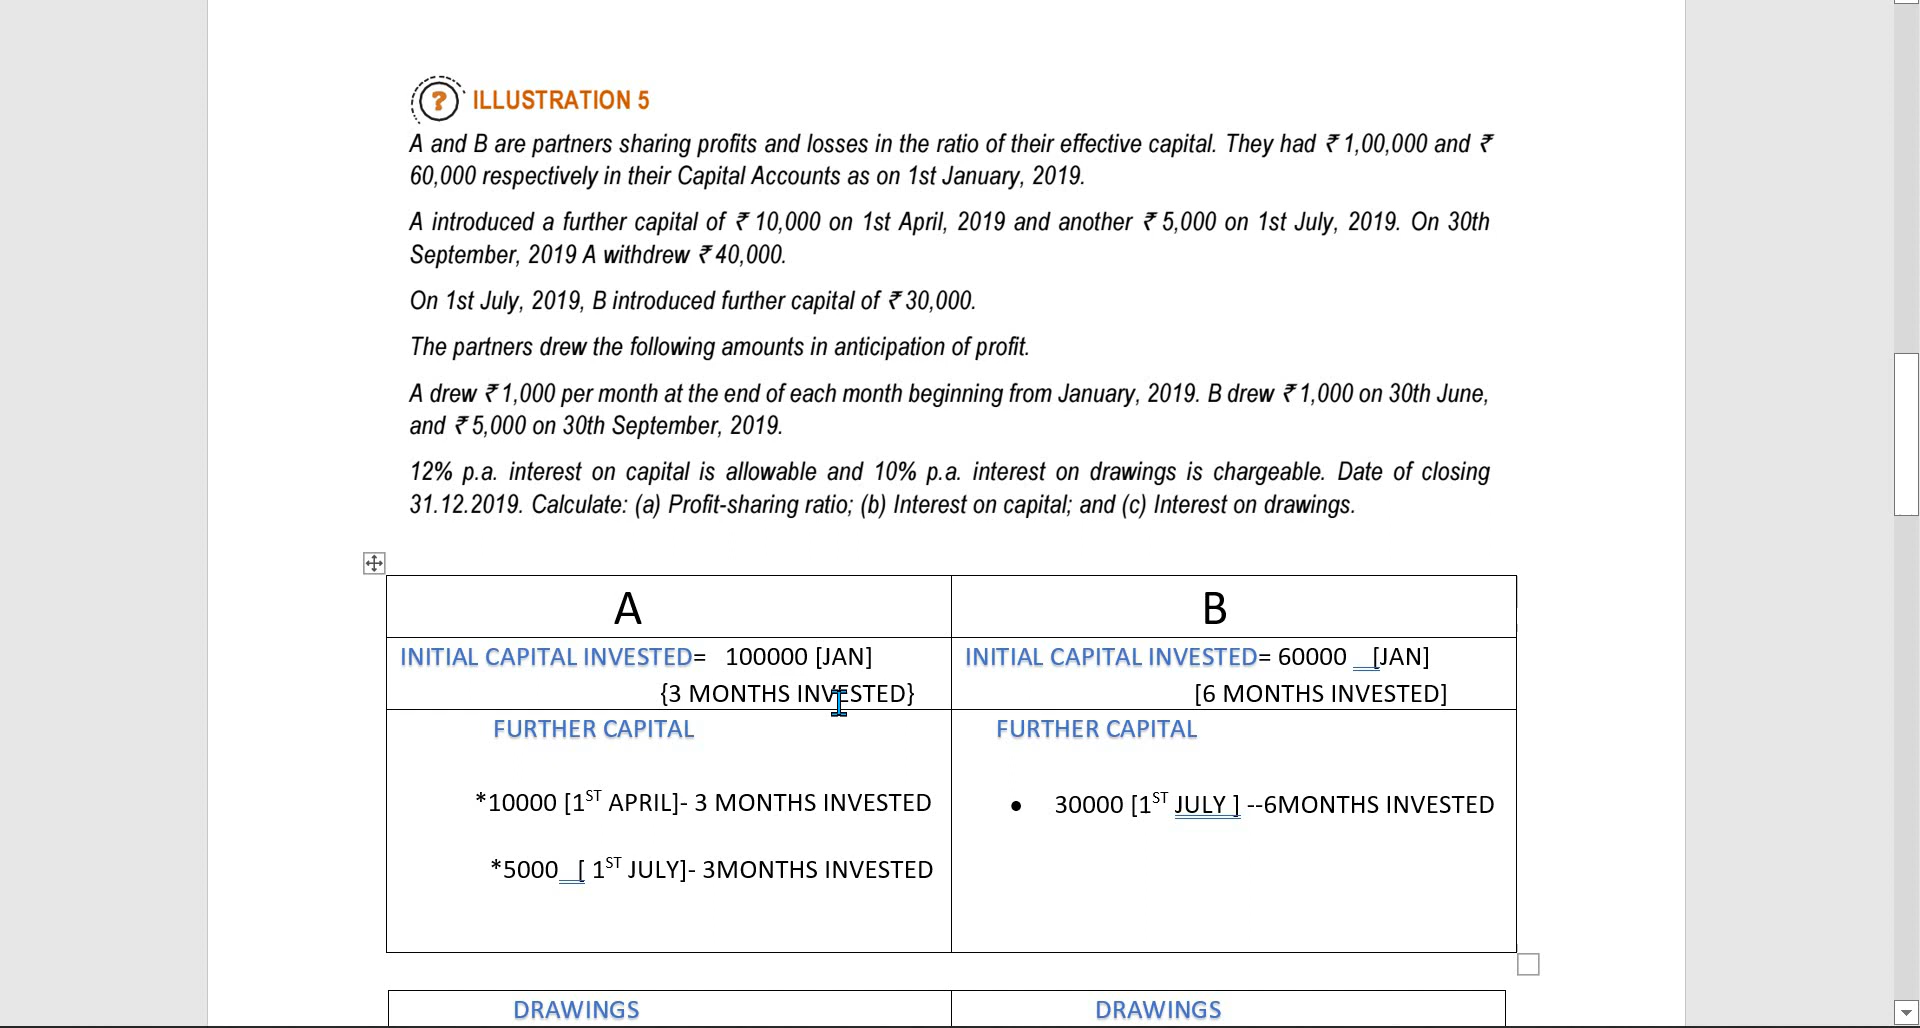 ILLUSTRATION 5
A and B are partners sharing profits and losses in the ratio of their effective capital. They had ₹ 1,00,000 and ₹
60,000 respectively in their Capital Accounts as on 1st January, 2019.
A introduced a further capital of ₹ 10,000 on 1st April, 2019 and another ₹ 5,000 on 1st July, 2019. On 30th
September, 2019 A withdrew ₹ 40,000.
On 1st July, 2019, B introduced further capital of ₹ 30,000.
The partners drew the following amounts in anticipation of profit.
A drew ₹ 1,000 per month at the end of each month beginning from January, 2019. B drew ₹ 1,000 on 30th June,
and ₹ 5,000 on 30th September, 2019.
12% p.a. interest on capital is allowable and 10% p.a. interest on drawings is chargeable. Date of closing
31.12.2019. Calculate: (a) Profit-sharing ratio; (b) Interest on capital; and (c) Interest on drawings.
A
B
INITIAL CAPITAL INVESTED= 100000 [JAN]
{3 MONTHS INVESTED}
INITIAL CAPITAL INVESTED= 60000 [JAN]
[6 MONTHS INVESTED]
FURTHER CAPITAL
*10000 [1ST APRIL]- 3 MONTHS INVESTED
*5000 [ 1ST JULY]- 3MONTHS INVESTED
FURTHER CAPITAL
• 30000 [1ST JULY ] --6MONTHS INVESTED
DRAWINGS
DRAWINGS